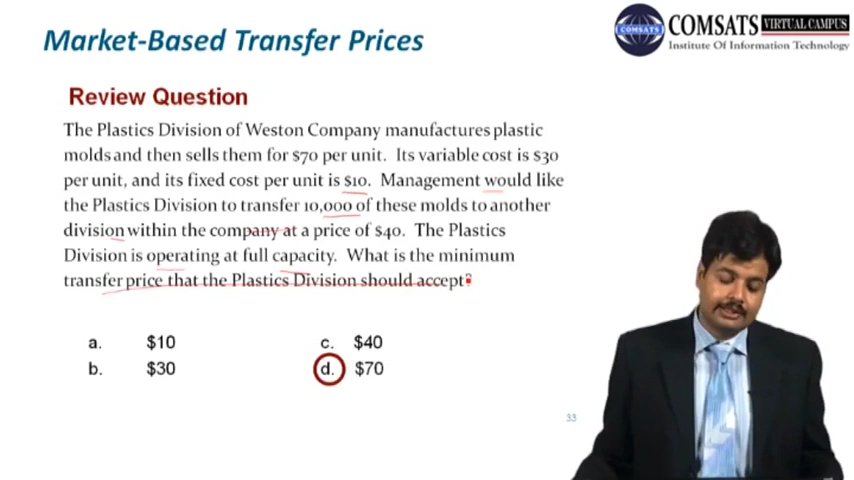 Market-Based Transfer Prices
COMSATS VIRTUAL CAMPUS
COMSATS
Institute Of Information Technology
Review Question
The Plastics Division of Weston Company manufactures plastic
molds and then sells them for $70 per unit. Its variable cost is $30
per unit, and its fixed cost per unit is $10. Management would like
the Plastics Division to transfer 10,000 of these molds to another
division within the company at a price of $40. The Plastics
Division is operating at full capacity. What is the minimum
transfer price that the Plastics Division should accept?
a. $10 c. $40
b. $30 d. $70
33